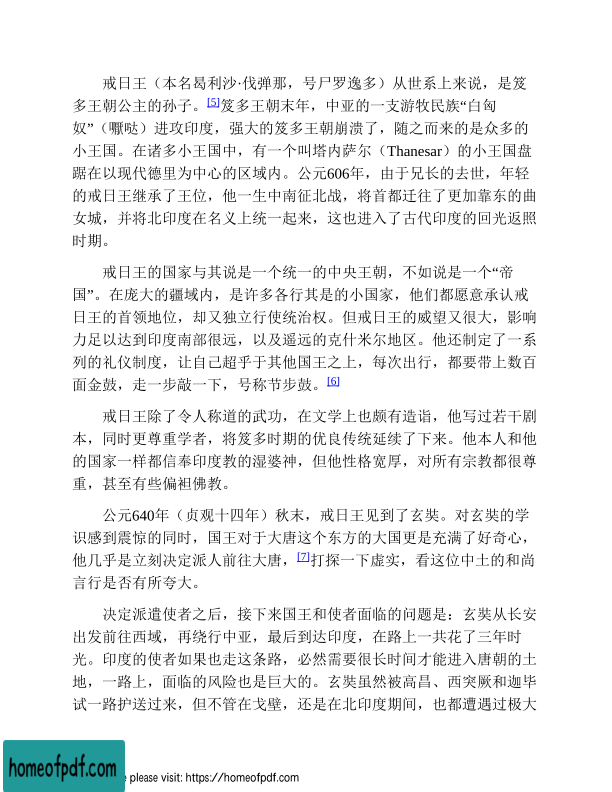 戒日王（本名曷利沙·伐弹那，号尸罗逸多）从世系上来说，是笈
多王朝公主的孙子。[5]笈多王朝末年，中亚的一支游牧民族“白匈
奴”（嚈哒）进攻印度，强大的笈多王朝崩溃了，随之而来的是众多的
小王国。在诸多小王国中，有一个叫塔内萨尔（Thanesar）的小王国盘
踞在以现代德里为中心的区域内。公元606年，由于兄长的去世，年轻
的戒日王继承了王位，他一生中南征北战，将首都迁往了更加靠东的曲
女城，并将北印度在名义上统一起来，这也进入了古代印度的回光返照
时期。
戒日王的国家与其说是一个统一的中央王朝，不如说是一个“帝
国”。在庞大的疆域内，是许多各行其是的小国家，他们都愿意承认戒
日王的首领地位，却又独立行使统治权。但戒日王的威望又很大，影响
力足以达到印度南部很远，以及遥远的克什米尔地区。他还制定了一系
列的礼仪制度，让自己超乎于其他国王之上，每次出行，都要带上数百
面金鼓，走一步敲一下，号称节步鼓。[6]
戒日王除了令人称道的武功，在文学上也颇有造诣，他写过若干剧
本，同时更尊重学者，将笈多时期的优良传统延续了下来。他本人和他
的国家一样都信奉印度教的湿婆神，但他性格宽厚，对所有宗教都很尊
重，甚至有些偏袒佛教。
公元640年（贞观十四年）秋末，戒日王见到了玄奘。对玄奘的学
识感到震惊的同时，国王对于大唐这个东方的大国更是充满了好奇心，
他几乎是立刻决定派人前往大唐，[7]打探一下虚实，看这位中土的和尚
言行是否有所夸大。
决定派遣使者之后，接下来国王和使者面临的问题是：玄奘从长安
出发前往西域，再绕行中亚，最后到达印度，在路上一共花了三年时
光。印度的使者如果也走这条路，必然需要很长时间才能进入唐朝的土
地，一路上，面临的风险也是巨大的。玄奘虽然被高昌、西突厥和迦毕
试一路护送过来，但不管在戈壁，还是在北印度期间，也都遭遇过极大
homeofpdf.com
e please visit: https://homeofpdf.com